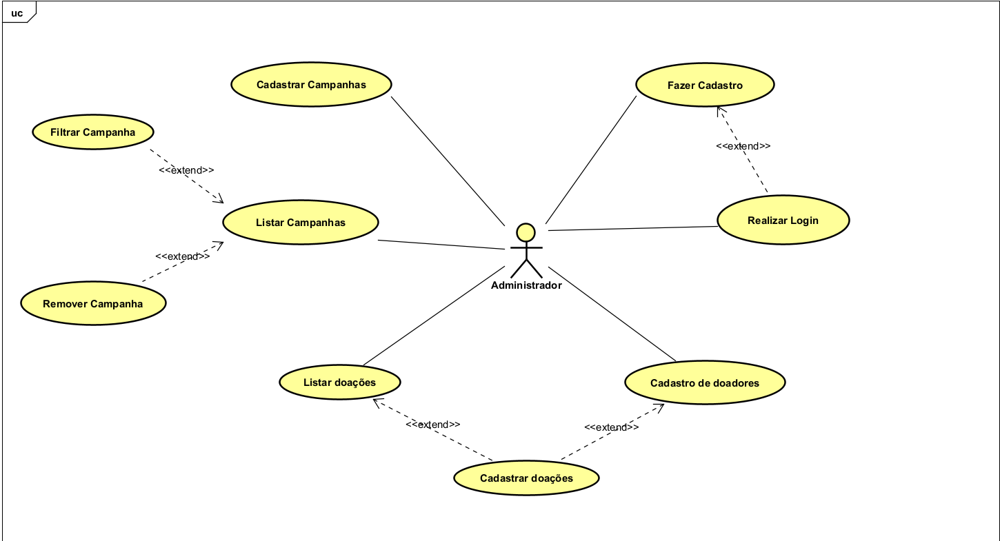 uc
Cadastrar Campanhas
Fazer Cadastro
Filtrar Campanha
<<extend>>
<<extend>>
Listar Campanhas
Realizar Login
<<extend>>
Administrador
Remover Campanha
Listar doações
Cadastro de doadores
<<extend>>
<<extend>>
Cadastrar doações